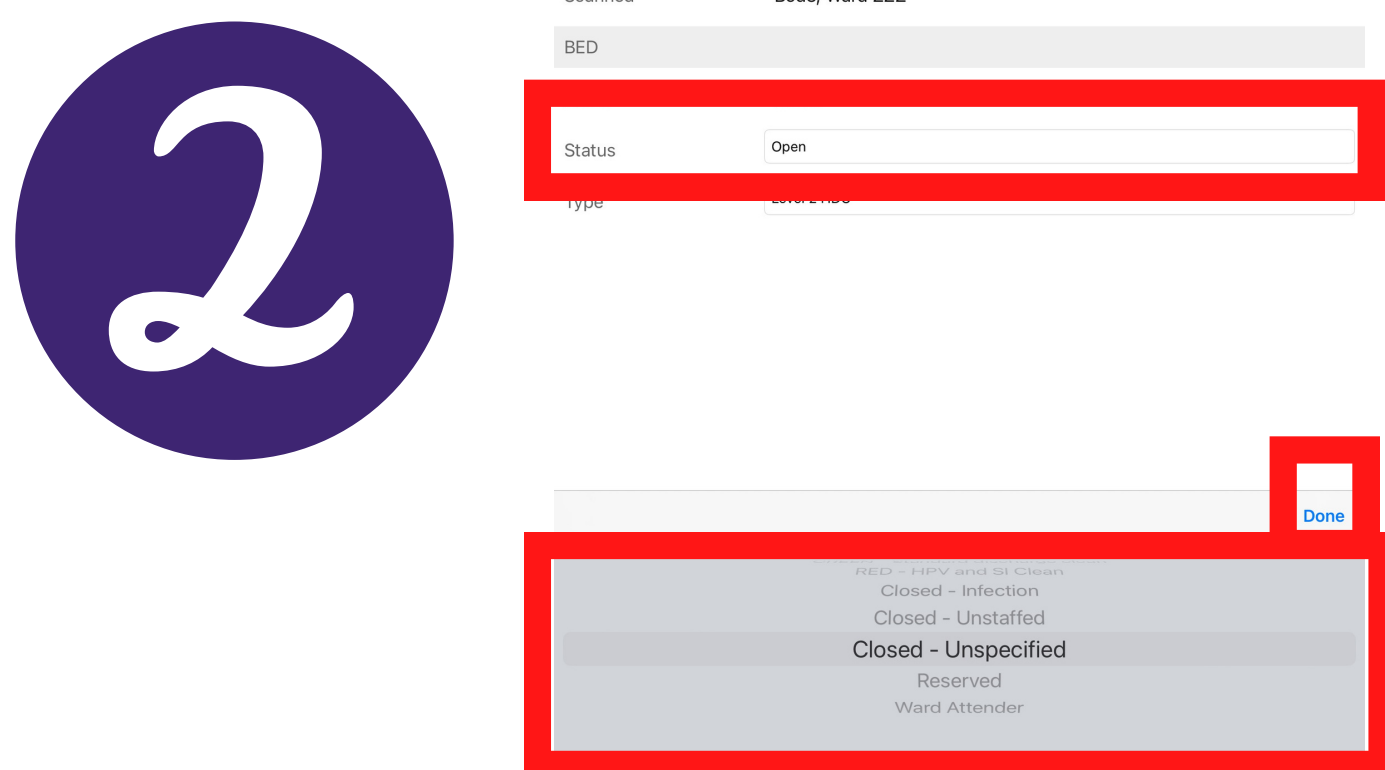 2
BED
Status Open
Type
Done
RED - HPV and SI Clean
Closed - Infection
Closed - Unstaffed
Closed - Unspecified
Reserved
Ward Attender